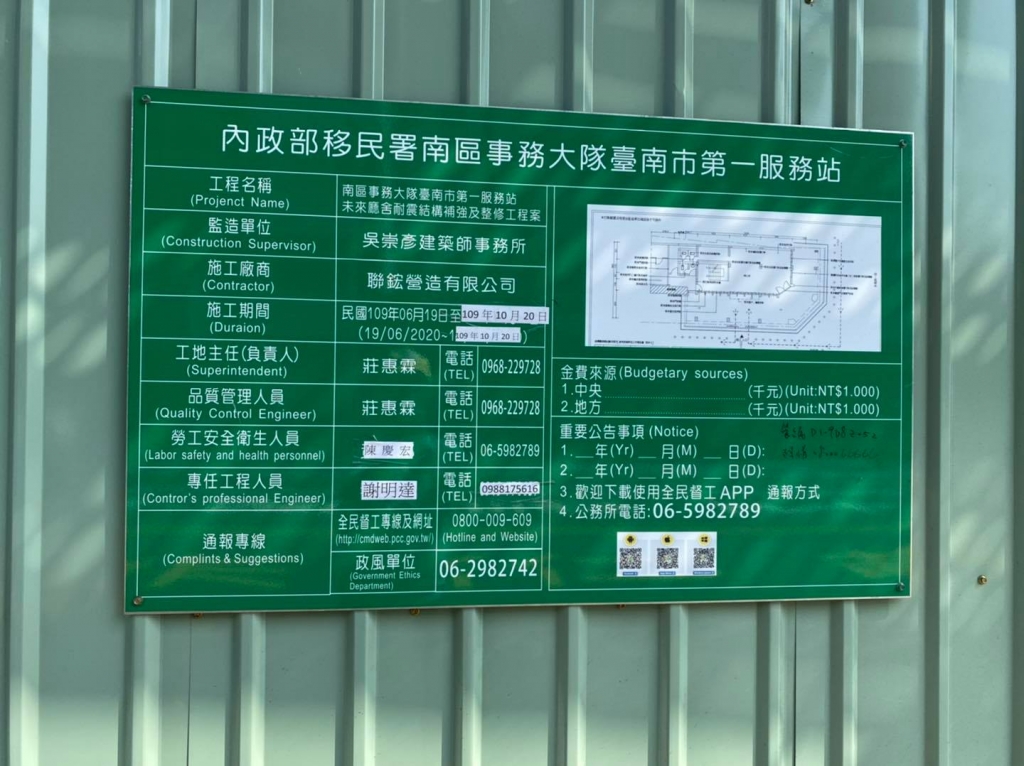 內政部移民署南區事務大隊臺南市第一服務站
工程名稱
(Projenct Name)
南區事務大隊臺南市第一服務站
未來廳舍耐震結構補強及整修工程案
監造單位
(Construction Supervisor)
吳崇彥建築師事務所
施工廠商
(Contractor)
聯鋐營造有限公司
施工期間
(Duraion)
民國109年06月19日至109 年 10 月 20 日
(19/06/2020~1109 年 10 月 20 日)
工地主任(負責人)
(Superintendent)
莊惠霖
電話
(TEL)
0968-229728
品質管理人員
(Quality Control Engineer)
莊惠霖
電話
(TEL)
0968-229728
勞工安全衛生人員
(Labor safety and health personnel)
陳 慶 宏
電話
(TEL)
06-5982789
專任工程人員
(Contror's professional Engineer)
謝明達
電話
(TEL)
0988175616
通報專線
(Complints & Suggestions)
全民督工專線及網址
(http://cmdweb.pcc.gov.tw/)
0800-009-609
(Hotline and Website)
政風單位
(Government Ethics
Department)
06-2982742
金費來源(Budgetary sources)
1.中央 (千元)(Unit:NT$1.000)
2.地方 (千元)(Unit:NT$1.000)
重要公告事項 (Notice)
1. __年(Yr) __月(M) __日(D):
2. __年(Yr) __月(M) __日(D):
3.歡迎下載使用全民督工APP 通報方式
4.公務所電話:06-5982789